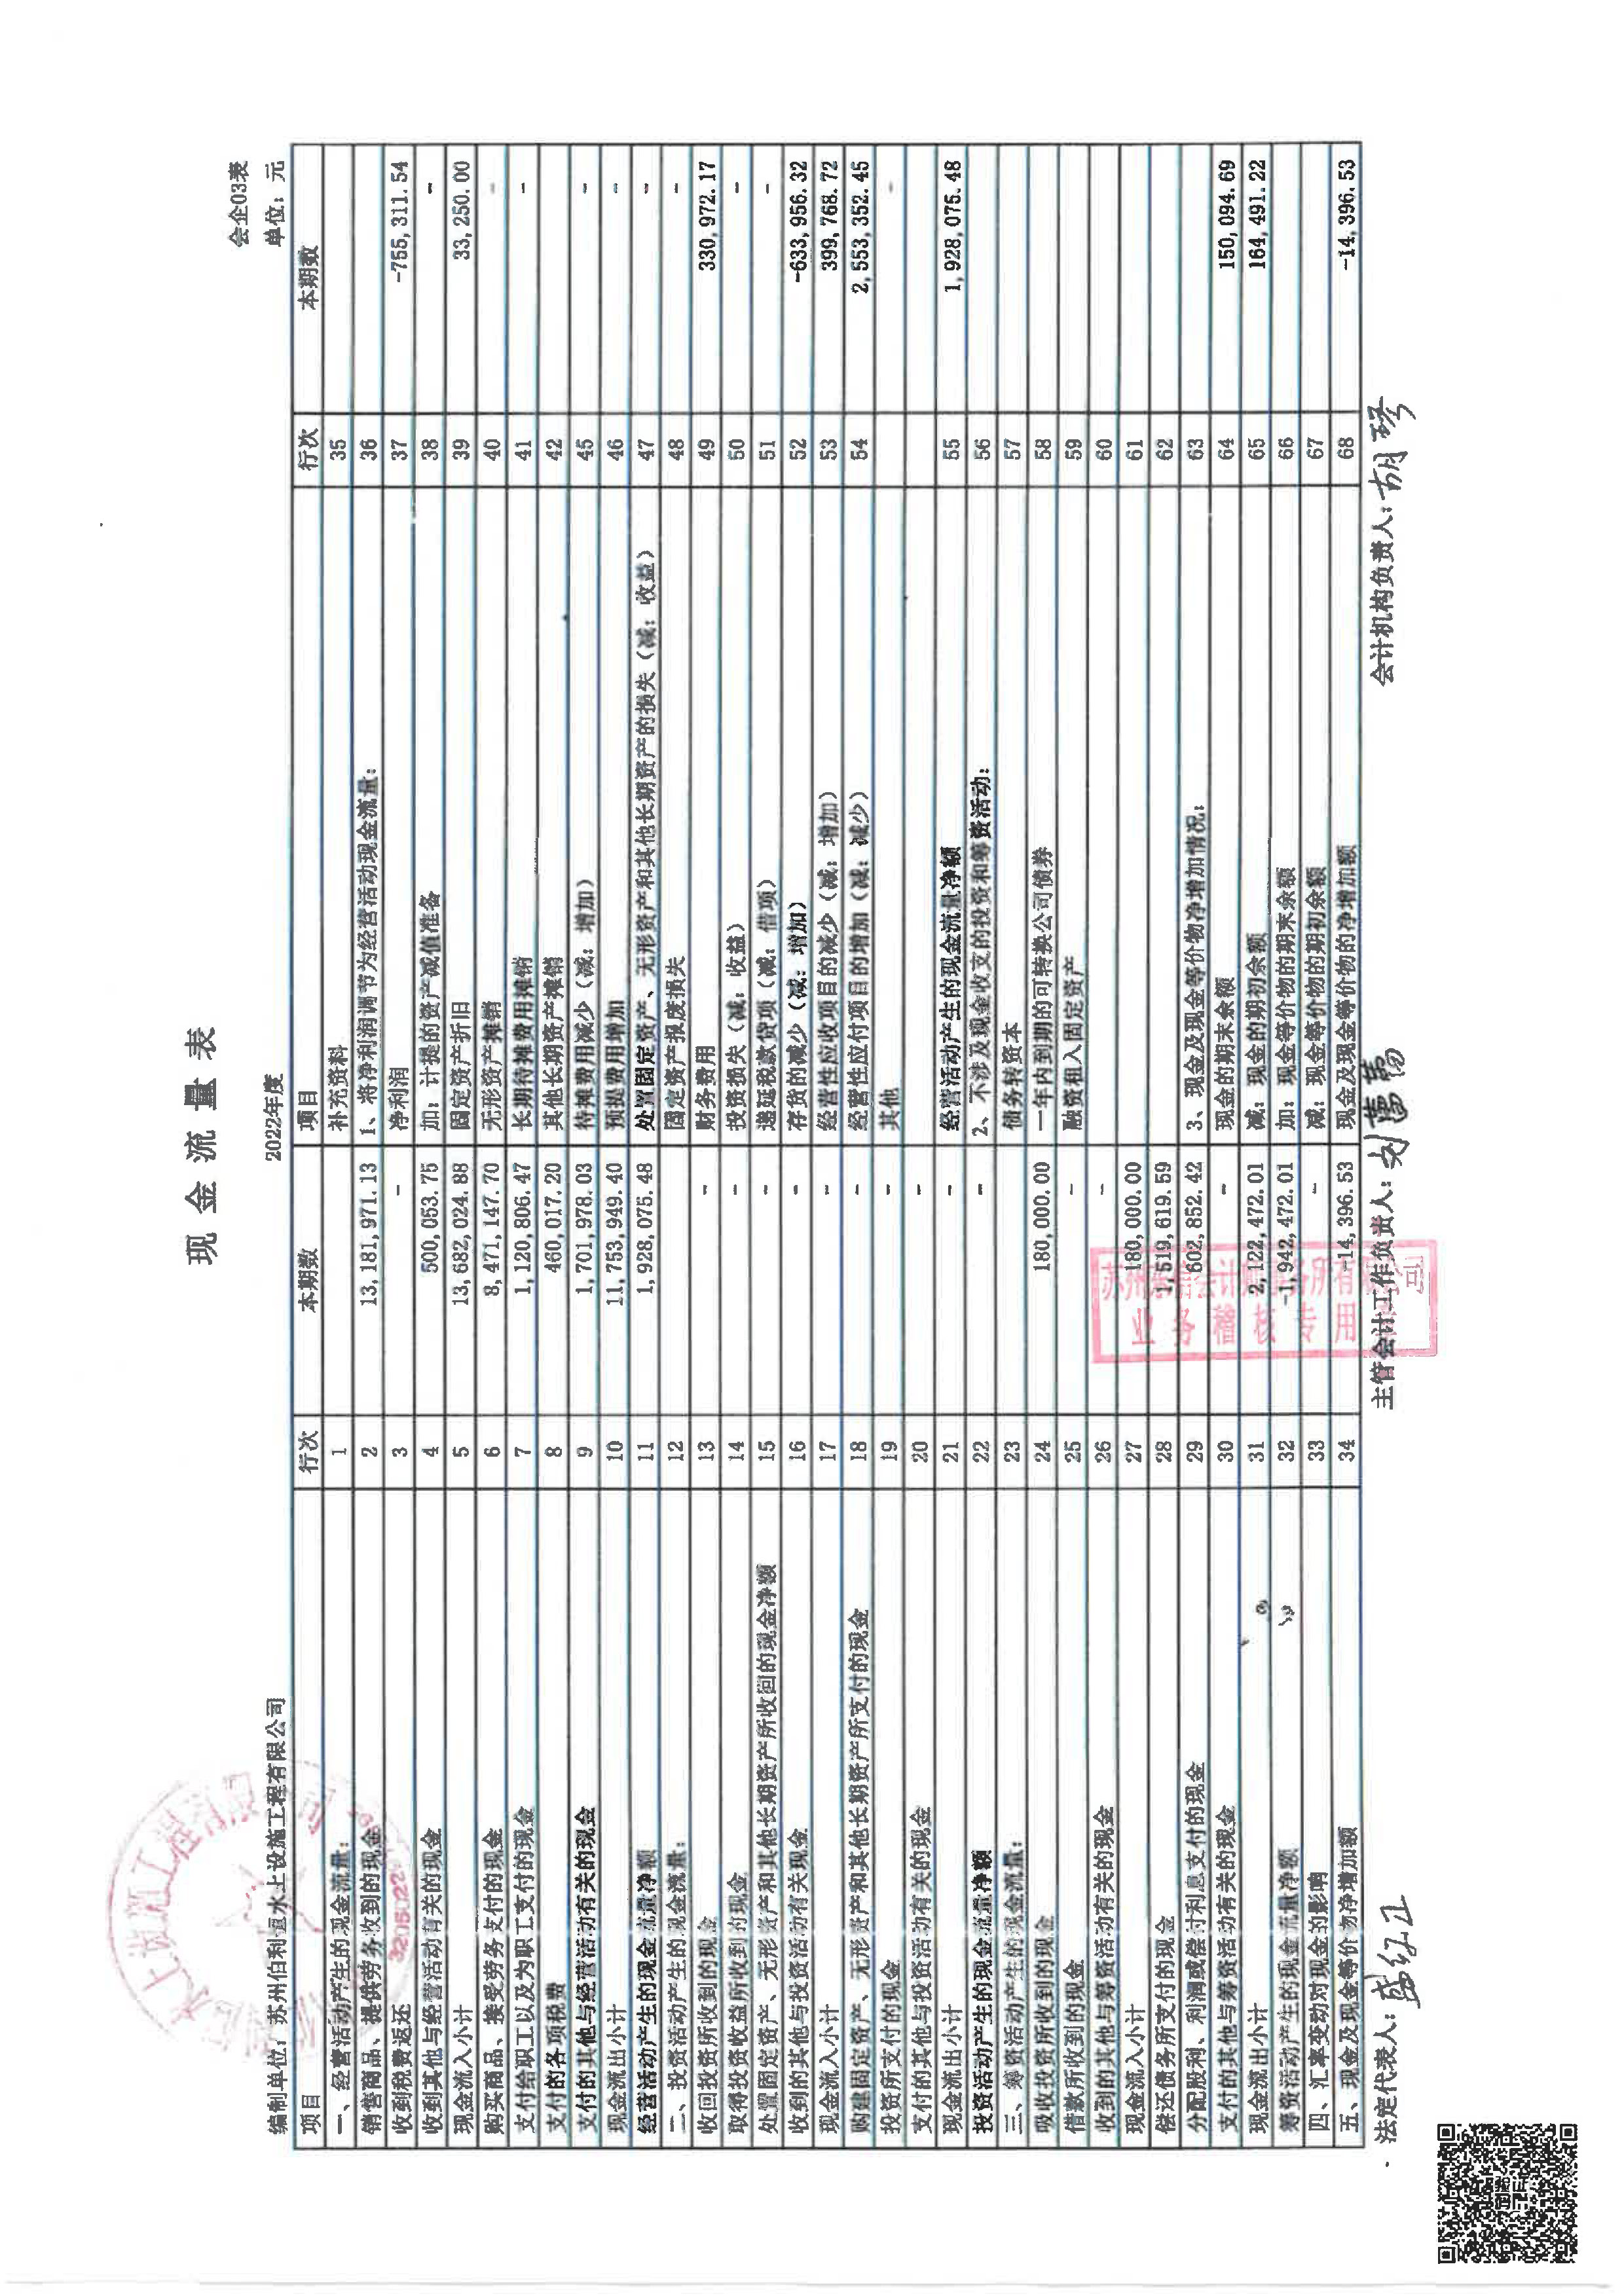 现金流量表
会企03表
2022年度
编制单位：苏州伯利恒水上设施工程有限公司 单位：元
项目 行次 本期数 项目 行次 本期数
一、经营活动产生的现金流量： 1 补充资料 35
销售商品、提供劳务收到的现金 2 13,181,971.13 1、将净利润调节为经营活动现金流量： 36
收到税费返还 3 - 净利润 37 -755,311.54
收到其他与经营活动有关的现金 4 500,053.75 加：计提的资产减值准备 38 -
现金流入小计 5 13,682,024.88 固定资产折旧 39 33,250.00
购买商品、接受劳务支付的现金 6 8,471,147.70 无形资产摊销 40 -
支付给职工以及为职工支付的现金 7 1,120,806.47 长期待摊费用摊销 41 -
支付的各项税费 8 460,017.20 其他长期资产摊销 42
支付的其他与经营活动有关的现金 9 1,701,978.03 待摊费用减少（减：增加） 45 -
现金流出小计 10 11,753,949.40 预提费用增加 46 -
经营活动产生的现金流量净额 11 1,928,075.48 处置固定资产、无形资产和其他长期资产的损失（减：收益） 47 -
二、投资活动产生的现金流量： 12 固定资产报废损失 48 -
收回投资所收到的现金 13 - 财务费用 49 330,972.17
取得投资收益所收到的现金 14 - 投资损失（减：收益） 50 -
处置固定资产、无形资产和其他长期资产所收回的现金净额 15 - 递延税款贷项（减：借项） 51 -
收到的其他与投资活动有关现金 16 - 存货的减少（减：增加） 52 -633,956.32
现金流入小计 17 - 经营性应收项目的减少（减：增加） 53 399,768.72
购建固定资产、无形资产和其他长期资产所支付的现金 18 - 经营性应付项目的增加（减：减少） 54 2,553,352.45
投资所支付的现金 19 - 其他 -
支付的其他与投资活动有关的现金 20 -
现金流出小计 21 - 经营活动产生的现金流量净额 55 1,928,075.48
投资活动产生的现金流量净额 22 - 2、不涉及现金收支的投资和筹资活动： 56
三、筹资活动产生的现金流量： 23 债务转资本 57
吸收投资所收到的现金 24 180,000.00 一年内到期的可转换公司债券 58
借款所收到的现金 25 - 融资租入固定资产 59
收到的其他与筹资活动有关的现金 26 - 60
现金流入小计 27 180,000.00 61
偿还债务所支付的现金 28 1,519,619.59 62
分配股利、利润或偿付利息支付的现金 29 602,852.42 3、现金及现金等价物净增加情况： 63
支付的其他与筹资活动有关的现金 30 - 现金的期末余额 64 150,094.69
现金流出小计 31 2,122,472.01 减：现金的期初余额 65 164,491.22
筹资活动产生的现金流量净额 32 -1,942,472.01 加：现金等价物的期末余额 66
四、汇率变动对现金的影响 33 - 减：现金等价物的期初余额 67
五、现金及现金等价物净增加额 34 -14,396.53 现金及现金等价物的净增加额 68 -14,396.53
法定代表人：盛红卫 主管会计工作负责人： 会计机构负责人：胡琴
业务稽核专用